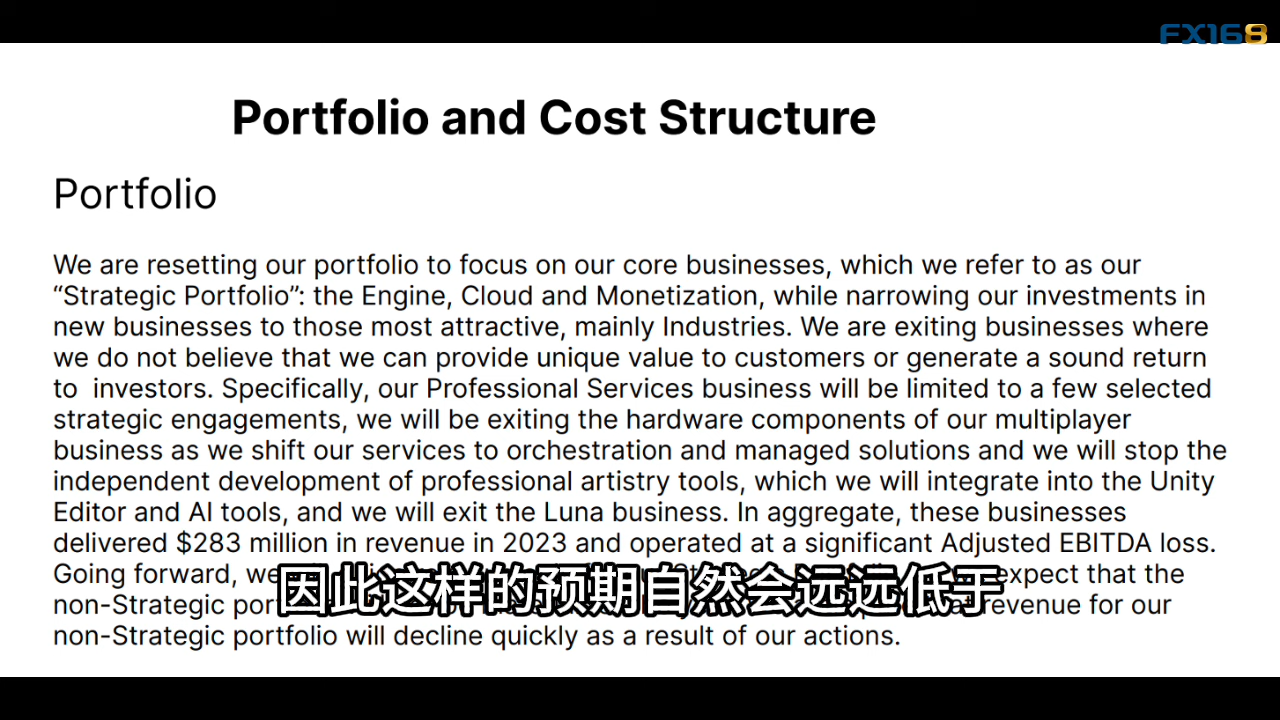 FX168
Portfolio and Cost Structure
Portfolio
We are resetting our portfolio to focus on our core businesses, which we refer to as our
“Strategic Portfolio”: the Engine, Cloud and Monetization, while narrowing our investments in
new businesses to those most attractive, mainly Industries. We are exiting businesses where
we do not believe that we can provide unique value to customers or generate a sound return
to  investors. Specifically, our Professional Services business will be limited to a few selected
strategic engagements, we will be exiting the hardware components of our multiplayer
business as we shift our services to orchestration and managed solutions and we will stop the
independent development of professional artistry tools, which we will integrate into the Unity
Editor and AI tools, and we will exit the Luna business. In aggregate, these businesses
delivered $283 million in revenue in 2023 and operated at a significant Adjusted EBITDA loss.
Going forward, we expect that the
因此这样的预期自然会远远低于
non-Strategic revenue for our
non-Strategic portfolio will decline quickly as a result of our actions.